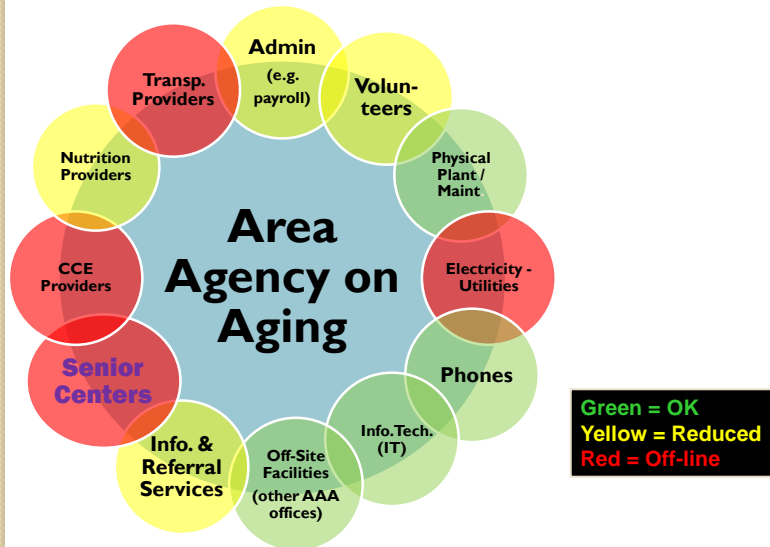 Admin
(e.g.
payroll)
Volun-
teers
Physical
Plant /
Maint
Electricity -
Utilities
Phones
Info.Tech.
(IT)
Off-Site
Facilities
(other AAA
offices)
Info. &
Referral
Services
Senior
Centers
CCE
Providers
Nutrition
Providers
Transp.
Providers
Area
Agency on
Aging
Green = OK
Yellow = Reduced
Red = Off-line